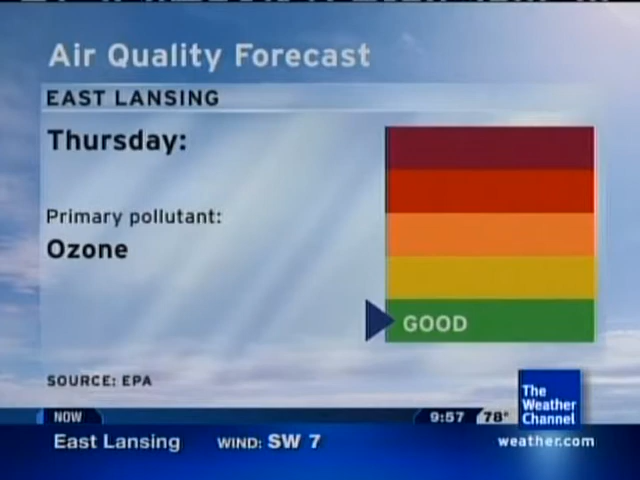 Air Quality Forecast
EAST LANSING
Thursday:
Primary pollutant:
Ozone
GOOD
SOURCE: EPA
The
Weather
Channel
NOW
9:57 78°
East Lansing WIND: SW 7
weather.com